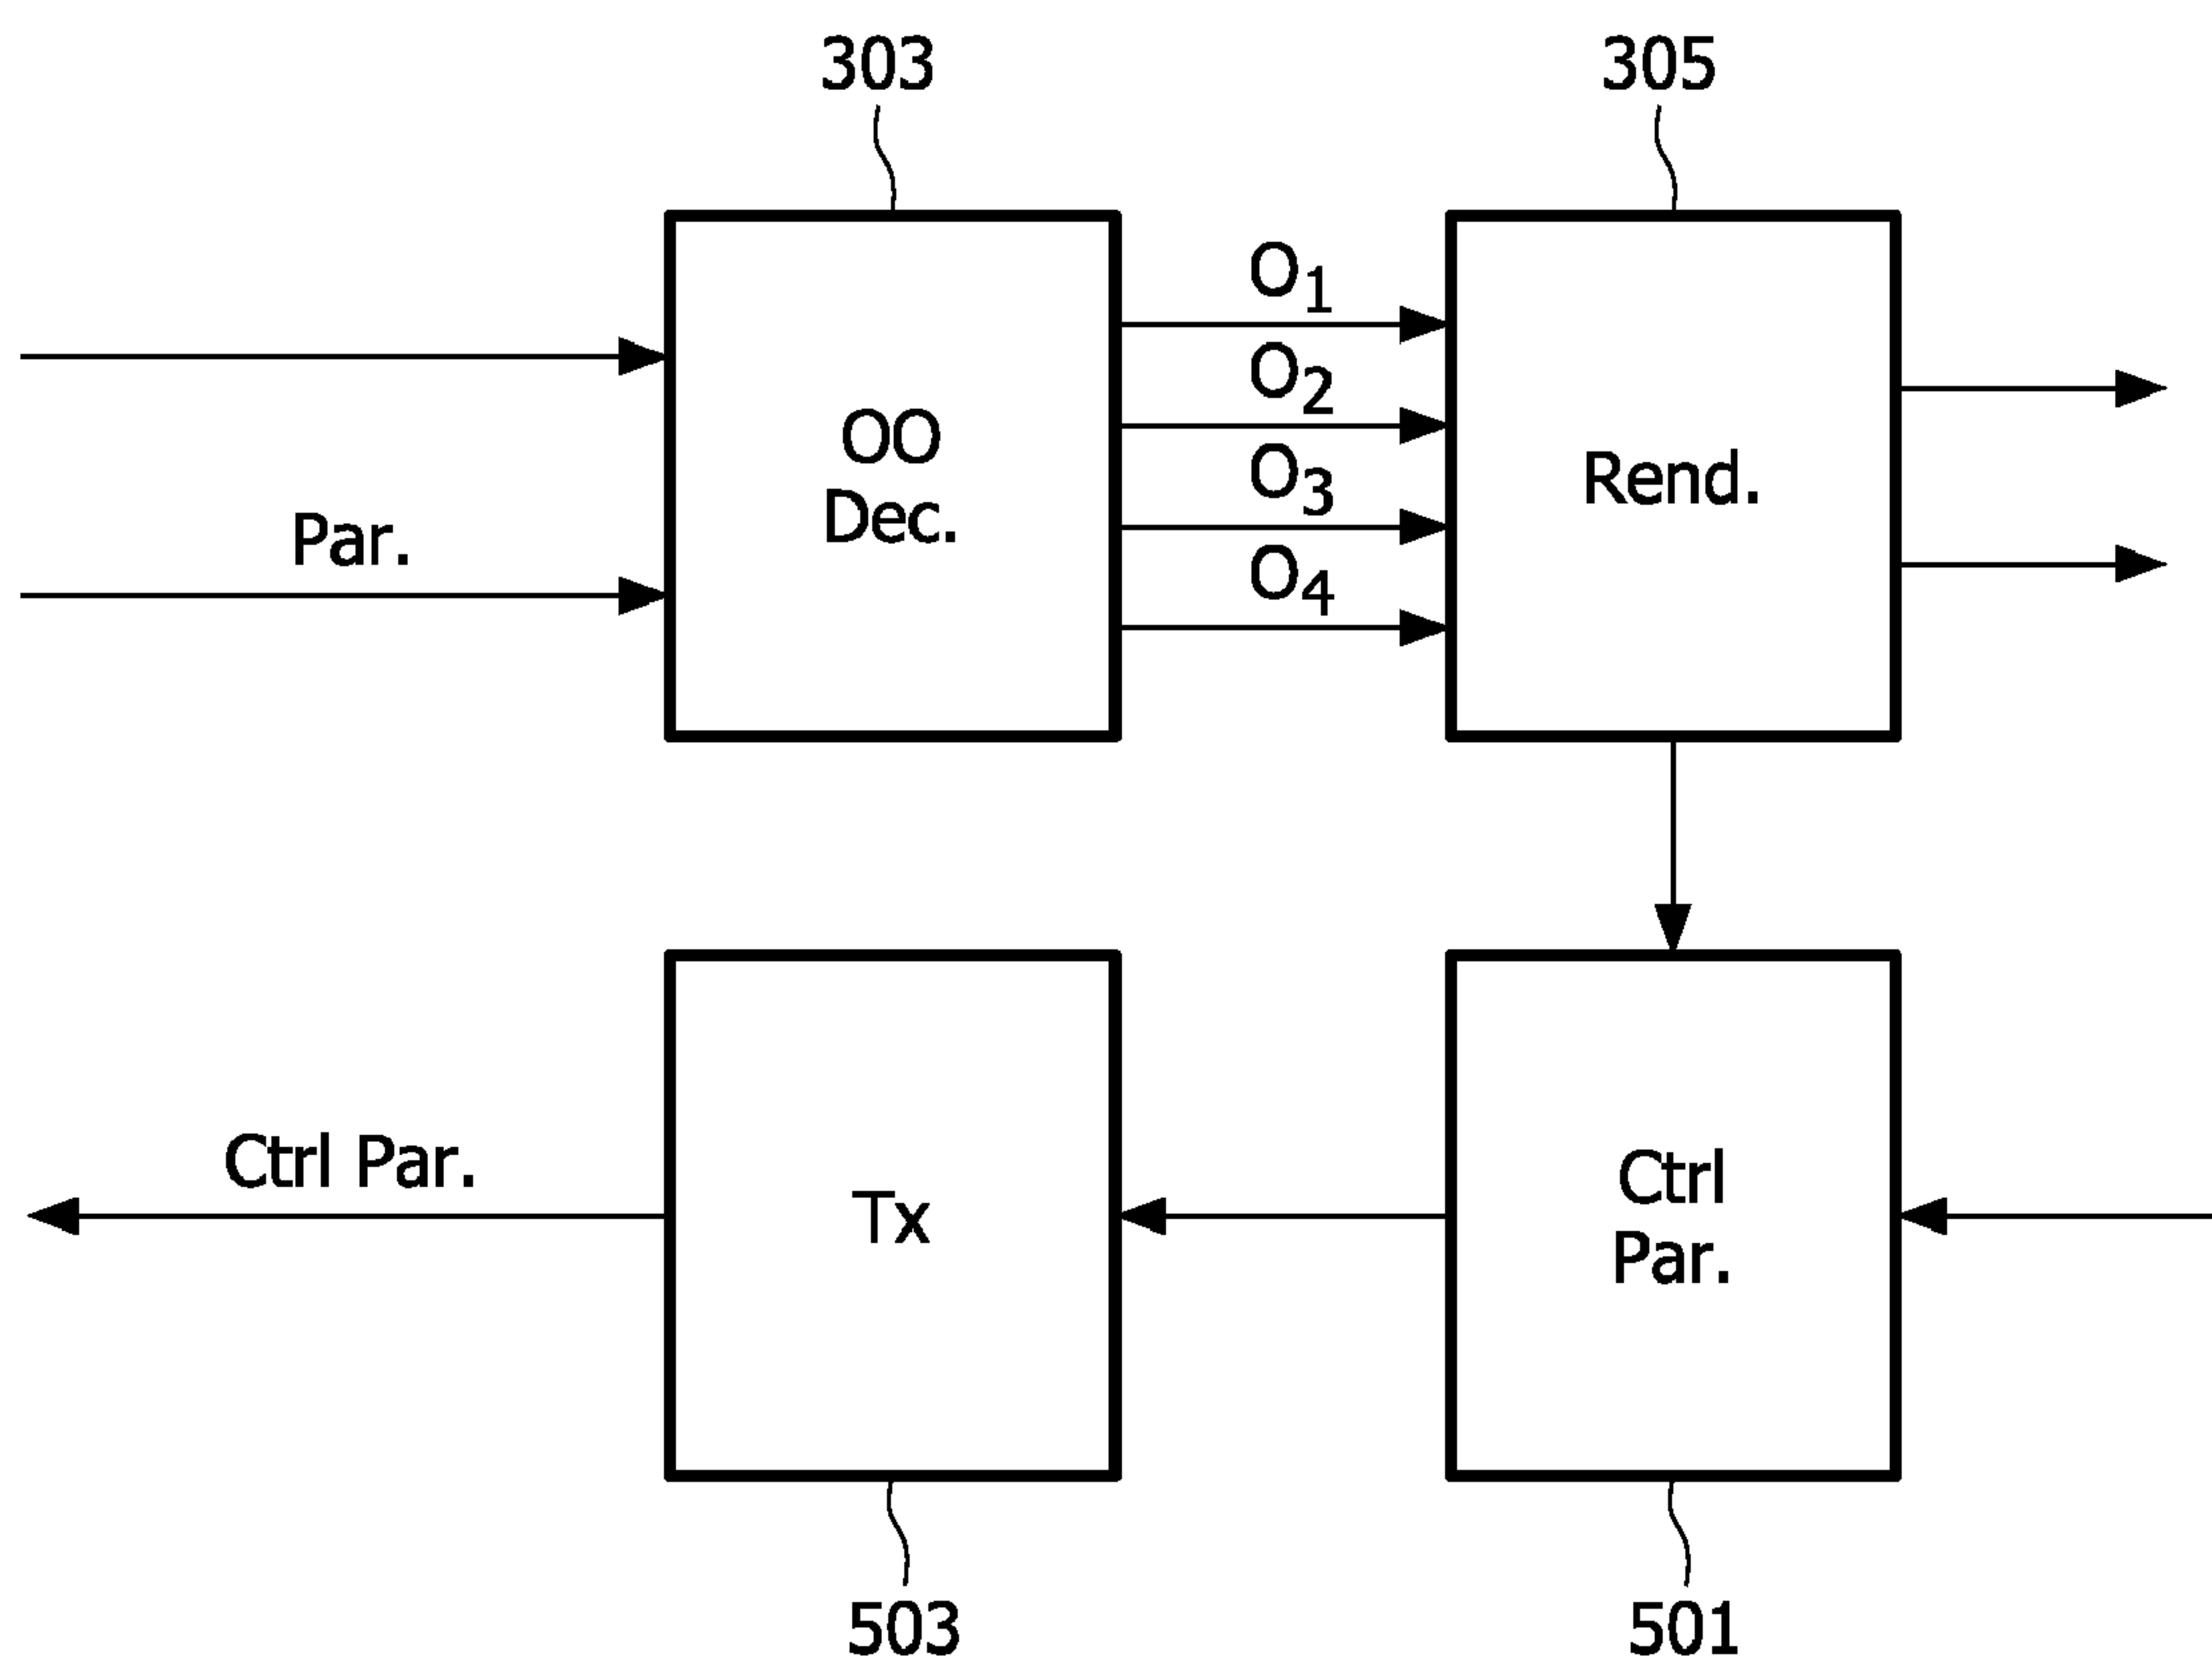 303
305
O1
O2
O3
O4
OO
Dec.
Rend.
Par.
Ctrl Par.
Tx
Ctrl
Par.
503
501